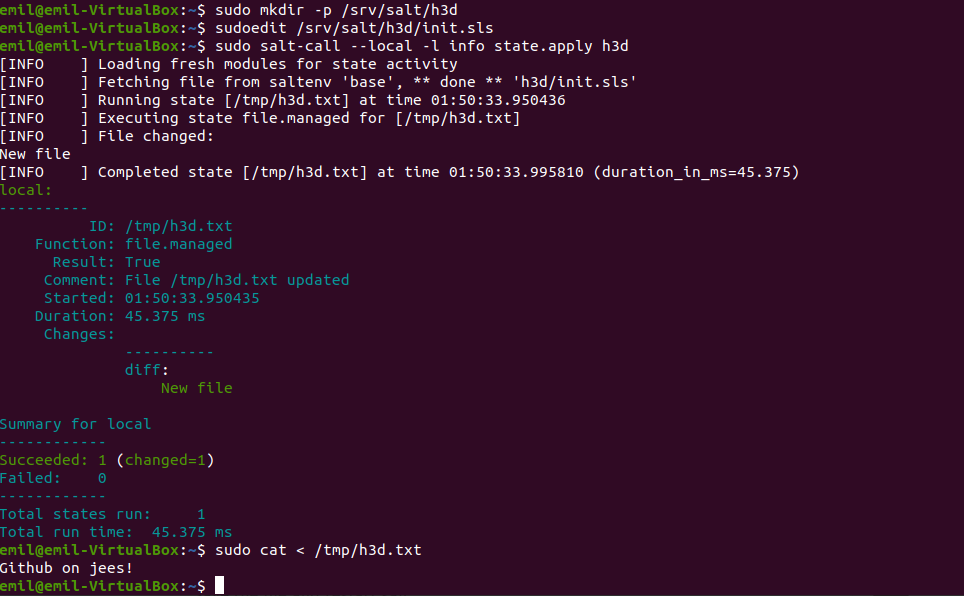 emil@emil-VirtualBox:~$ sudo mkdir -p /srv/salt/h3d
emil@emil-VirtualBox:~$ sudoedit /srv/salt/h3d/init.sls
emil@emil-VirtualBox:~$ sudo salt-call --local -l info state.apply h3d
[INFO    ] Loading fresh modules for state activity
[INFO    ] Fetching file from saltenv 'base', ** done ** 'h3d/init.sls'
[INFO    ] Running state [/tmp/h3d.txt] at time 01:50:33.950436
[INFO    ] Executing state file.managed for [/tmp/h3d.txt]
[INFO    ] File changed:
New file
[INFO    ] Completed state [/tmp/h3d.txt] at time 01:50:33.995810 (duration_in_ms=45.375)
local:
----------
          ID: /tmp/h3d.txt
    Function: file.managed
      Result: True
     Comment: File /tmp/h3d.txt updated
     Started: 01:50:33.950435
    Duration: 45.375 ms
     Changes:
              ----------
              diff:
                  New file
Summary for local
------------
Succeeded: 1 (changed=1)
Failed:    0
------------
Total states run:     1
Total run time:  45.375 ms
emil@emil-VirtualBox:~$ sudo cat < /tmp/h3d.txt
Github on jees!
emil@emil-VirtualBox:~$